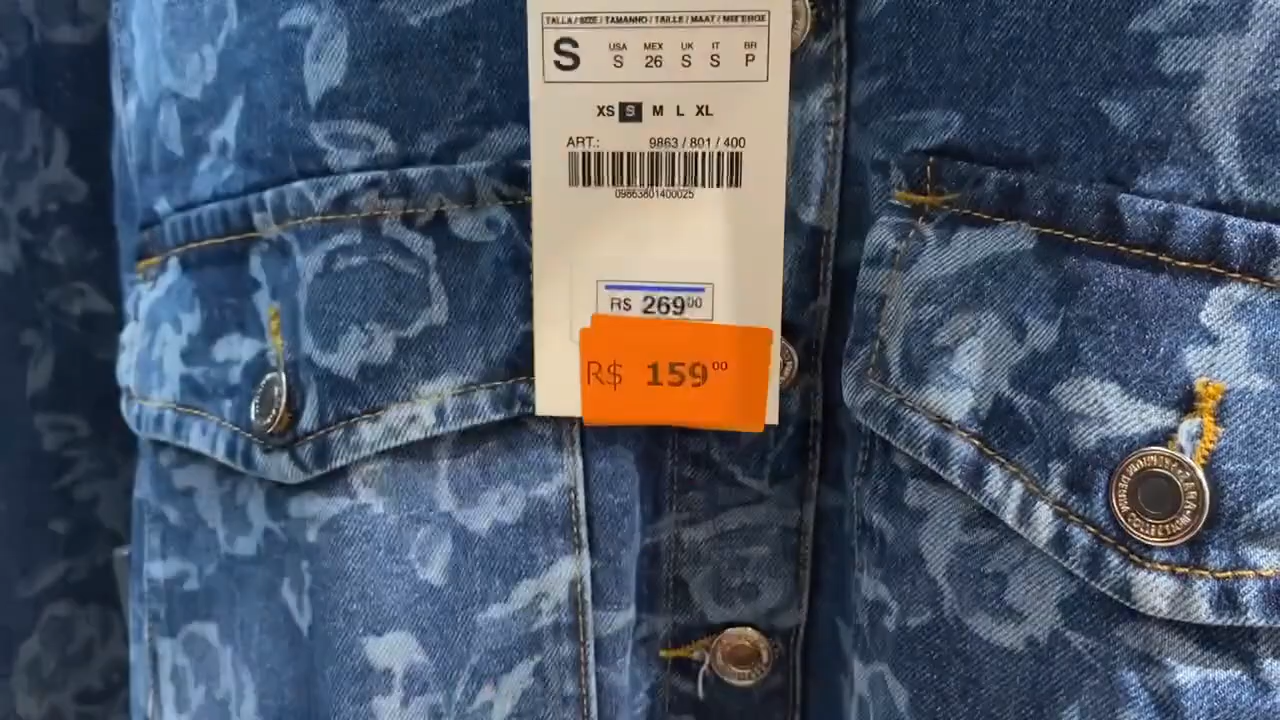 TALLA / SIZE / TAMANHO / TAILLE / MAAT /
S
USA MEX UK IT BR
S 26 S S P
XS S M L XL
ART.: 9863 / 801 / 400
09863801400025
R$ 269,00
R$ 159 00